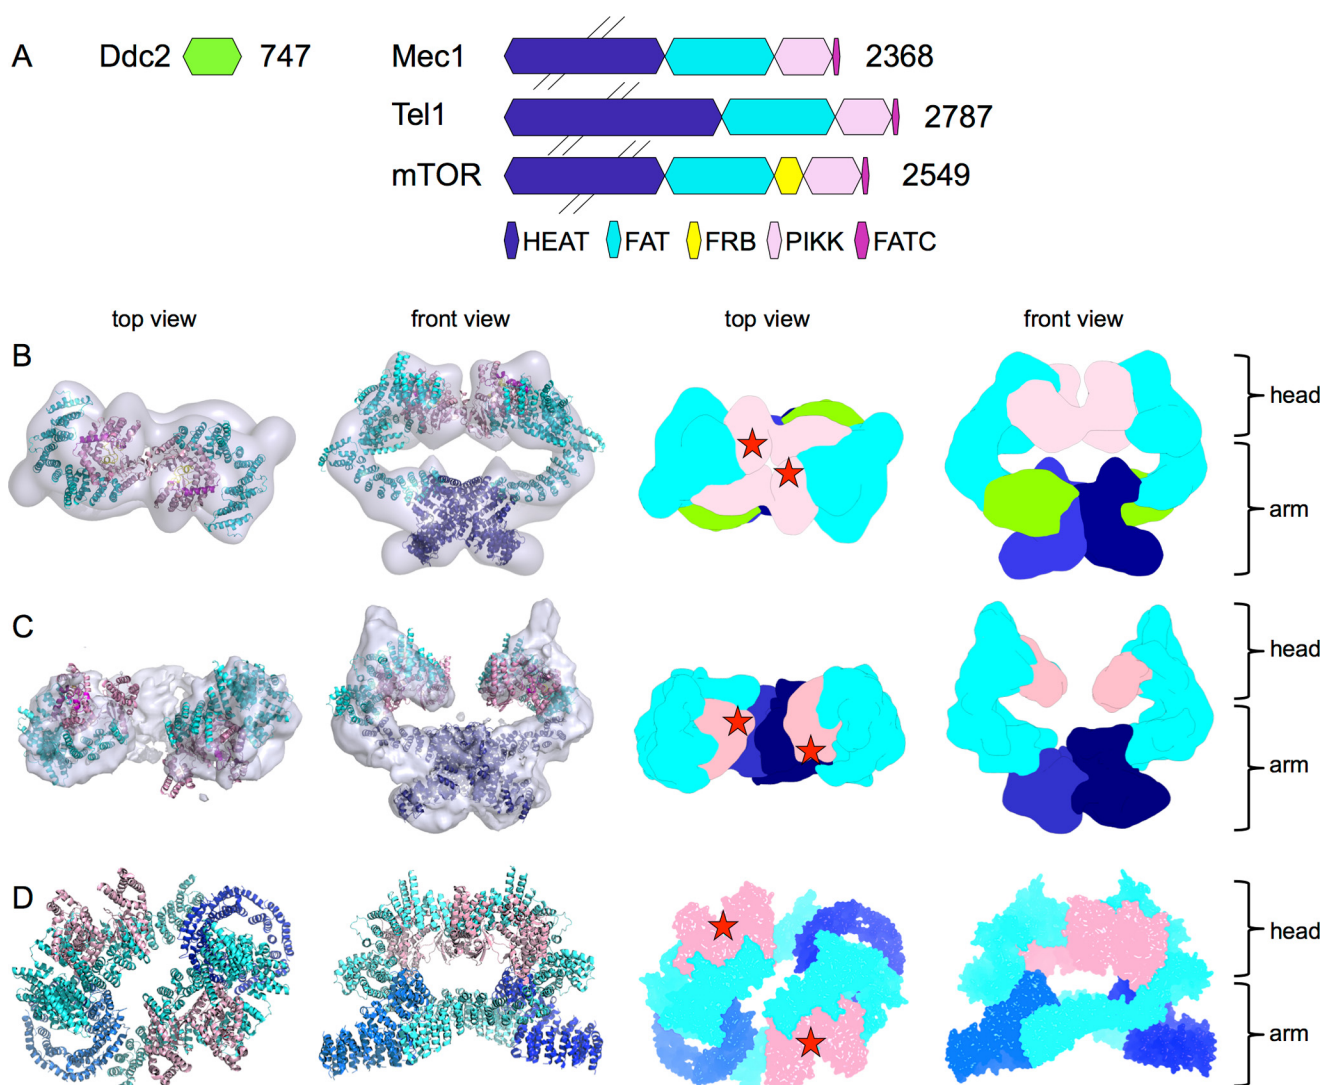 A Ddc2 747 Mec1 2368
Tel1 2787
mTOR 2549
HEAT FAT FRB PIKK FATC
top view front view top view front view
B
head
arm
C
head
arm
D
head
arm